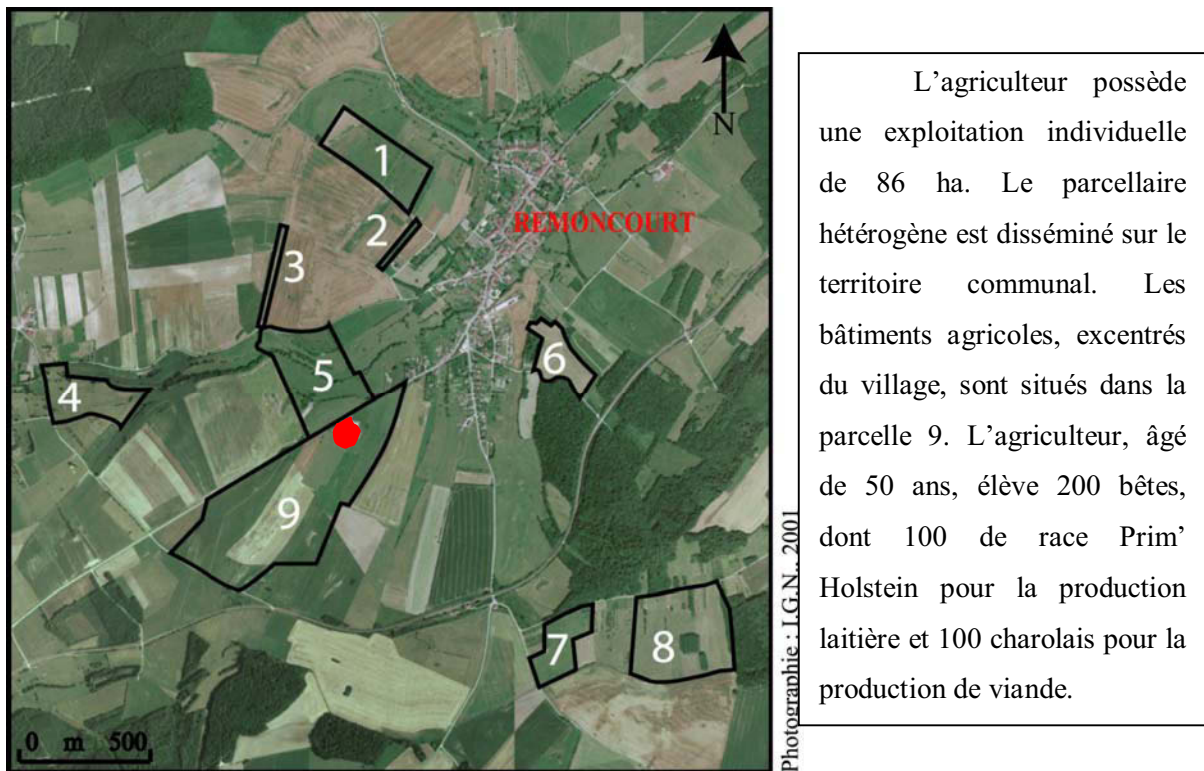 N
1
2
REMONCOURT
3
5
6
4
9
7
8
0 m 500
Photographie : I.G.N., 2001
L’agriculteur possède
une exploitation individuelle
de 86 ha. Le parcellaire
hétérogène est disséminé sur le
territoire communal. Les
bâtiments agricoles, excentrés
du village, sont situés dans la
parcelle 9. L’agriculteur, âgé
de 50 ans, élève 200 bêtes,
dont 100 de race Prim’
Holstein pour la production
laitière et 100 charolais pour la
production de viande.